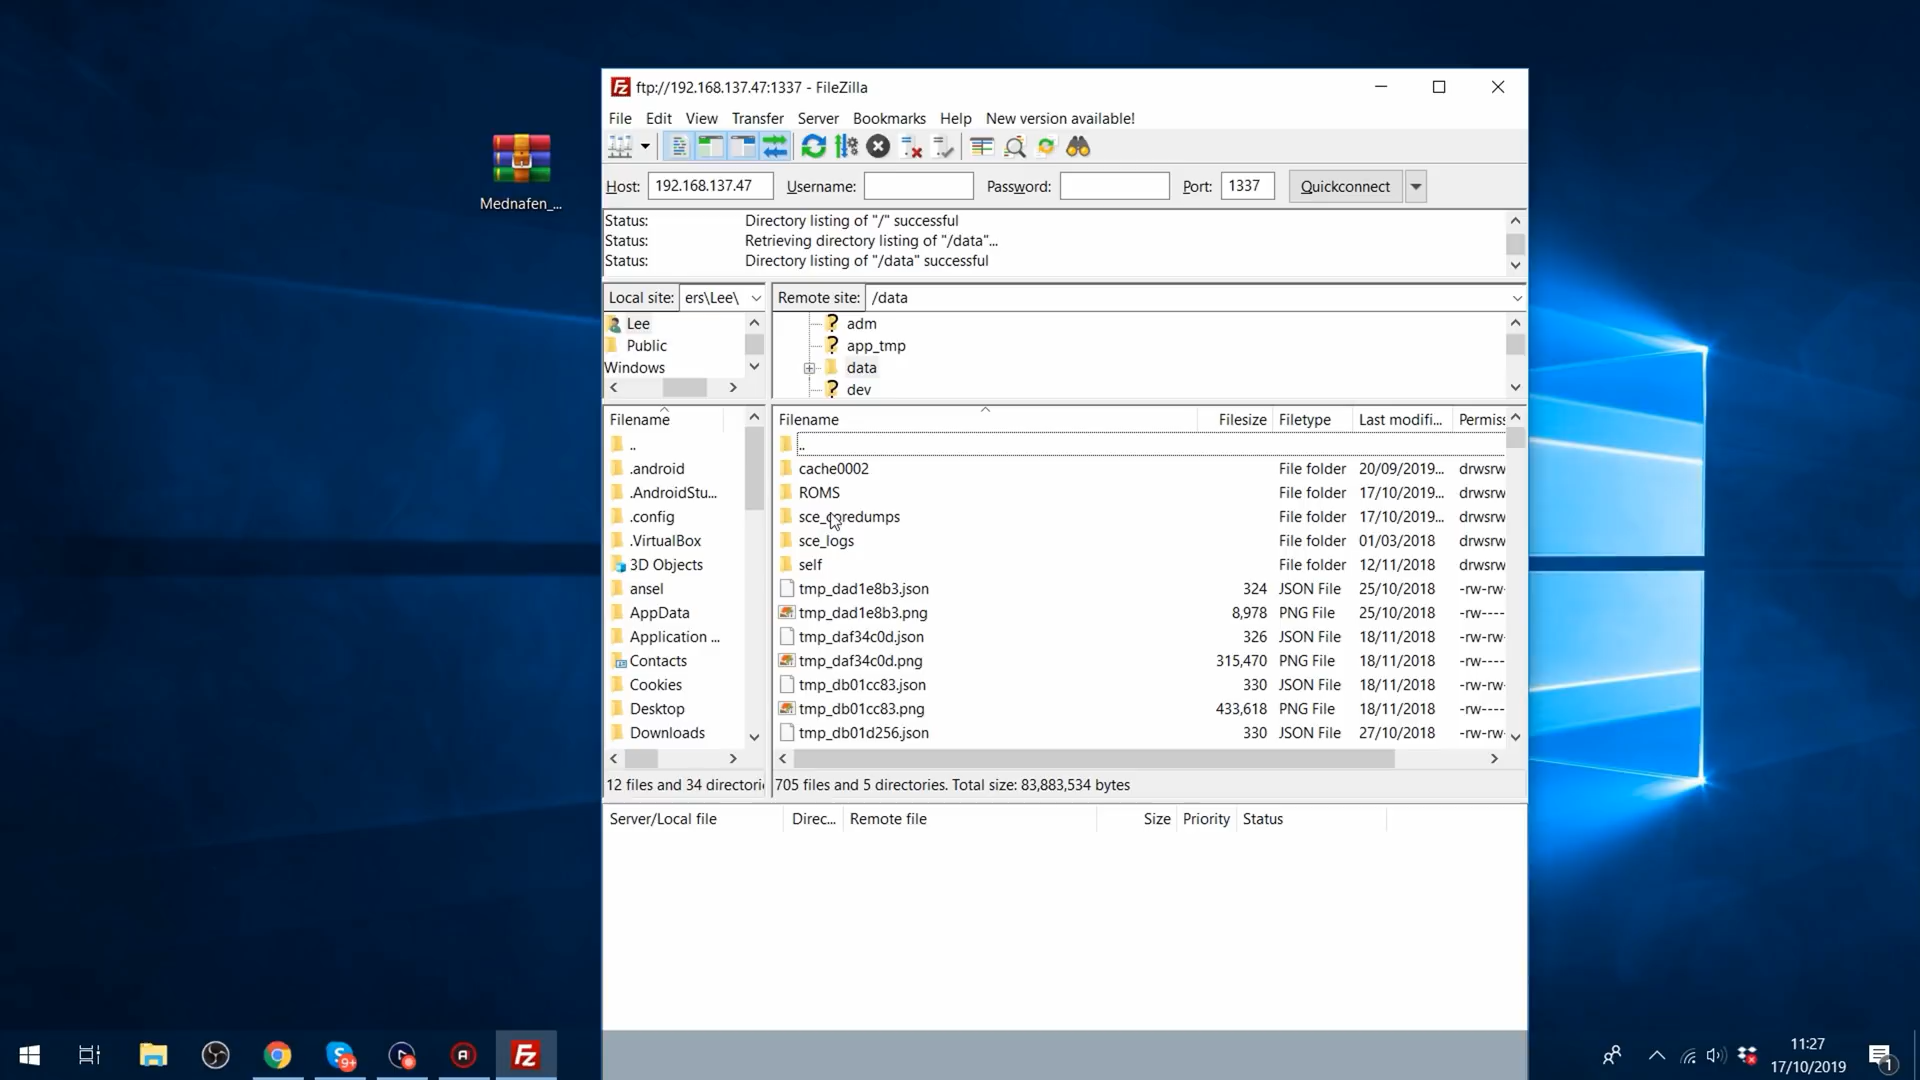 Mednafen_...
ftp://192.168.137.47:1337 - FileZilla
File Edit View Transfer Server Bookmarks Help New version available!
Host: 192.168.137.47 Username: Password: Port: 1337 Quickconnect
Status: Directory listing of "/" successful
Status: Retrieving directory listing of "/data"...
Status: Directory listing of "/data" successful
Local site: ers\Lee\
Lee
Public
Windows
Remote site: /data
adm
app_tmp
data
dev
Filename
..
.android
.AndroidStu...
.config
.VirtualBox
3D Objects
ansel
AppData
Application ...
Contacts
Cookies
Desktop
Downloads
12 files and 34 directori
Filename Filesize Filetype Last modifi... Permiss
..
cache0002 File folder 20/09/2019... drwsrw
ROMS File folder 17/10/2019... drwsrw
sce_coredumps File folder 17/10/2019... drwsrw
sce_logs File folder 01/03/2018 drwsrw
self File folder 12/11/2018 drwsrw
tmp_dad1e8b3.json 324 JSON File 25/10/2018 -rw-rw-
tmp_dad1e8b3.png 8,978 PNG File 25/10/2018 -rw----
tmp_daf34c0d.json 326 JSON File 18/11/2018 -rw-rw-
tmp_daf34c0d.png 315,470 PNG File 18/11/2018 -rw----
tmp_db01cc83.json 330 JSON File 18/11/2018 -rw-rw-
tmp_db01cc83.png 433,618 PNG File 18/11/2018 -rw----
tmp_db01d256.json 330 JSON File 27/10/2018 -rw-rw-
705 files and 5 directories. Total size: 83,883,534 bytes
Server/Local file Direc... Remote file Size Priority Status
9+
11:27
17/10/2019
1